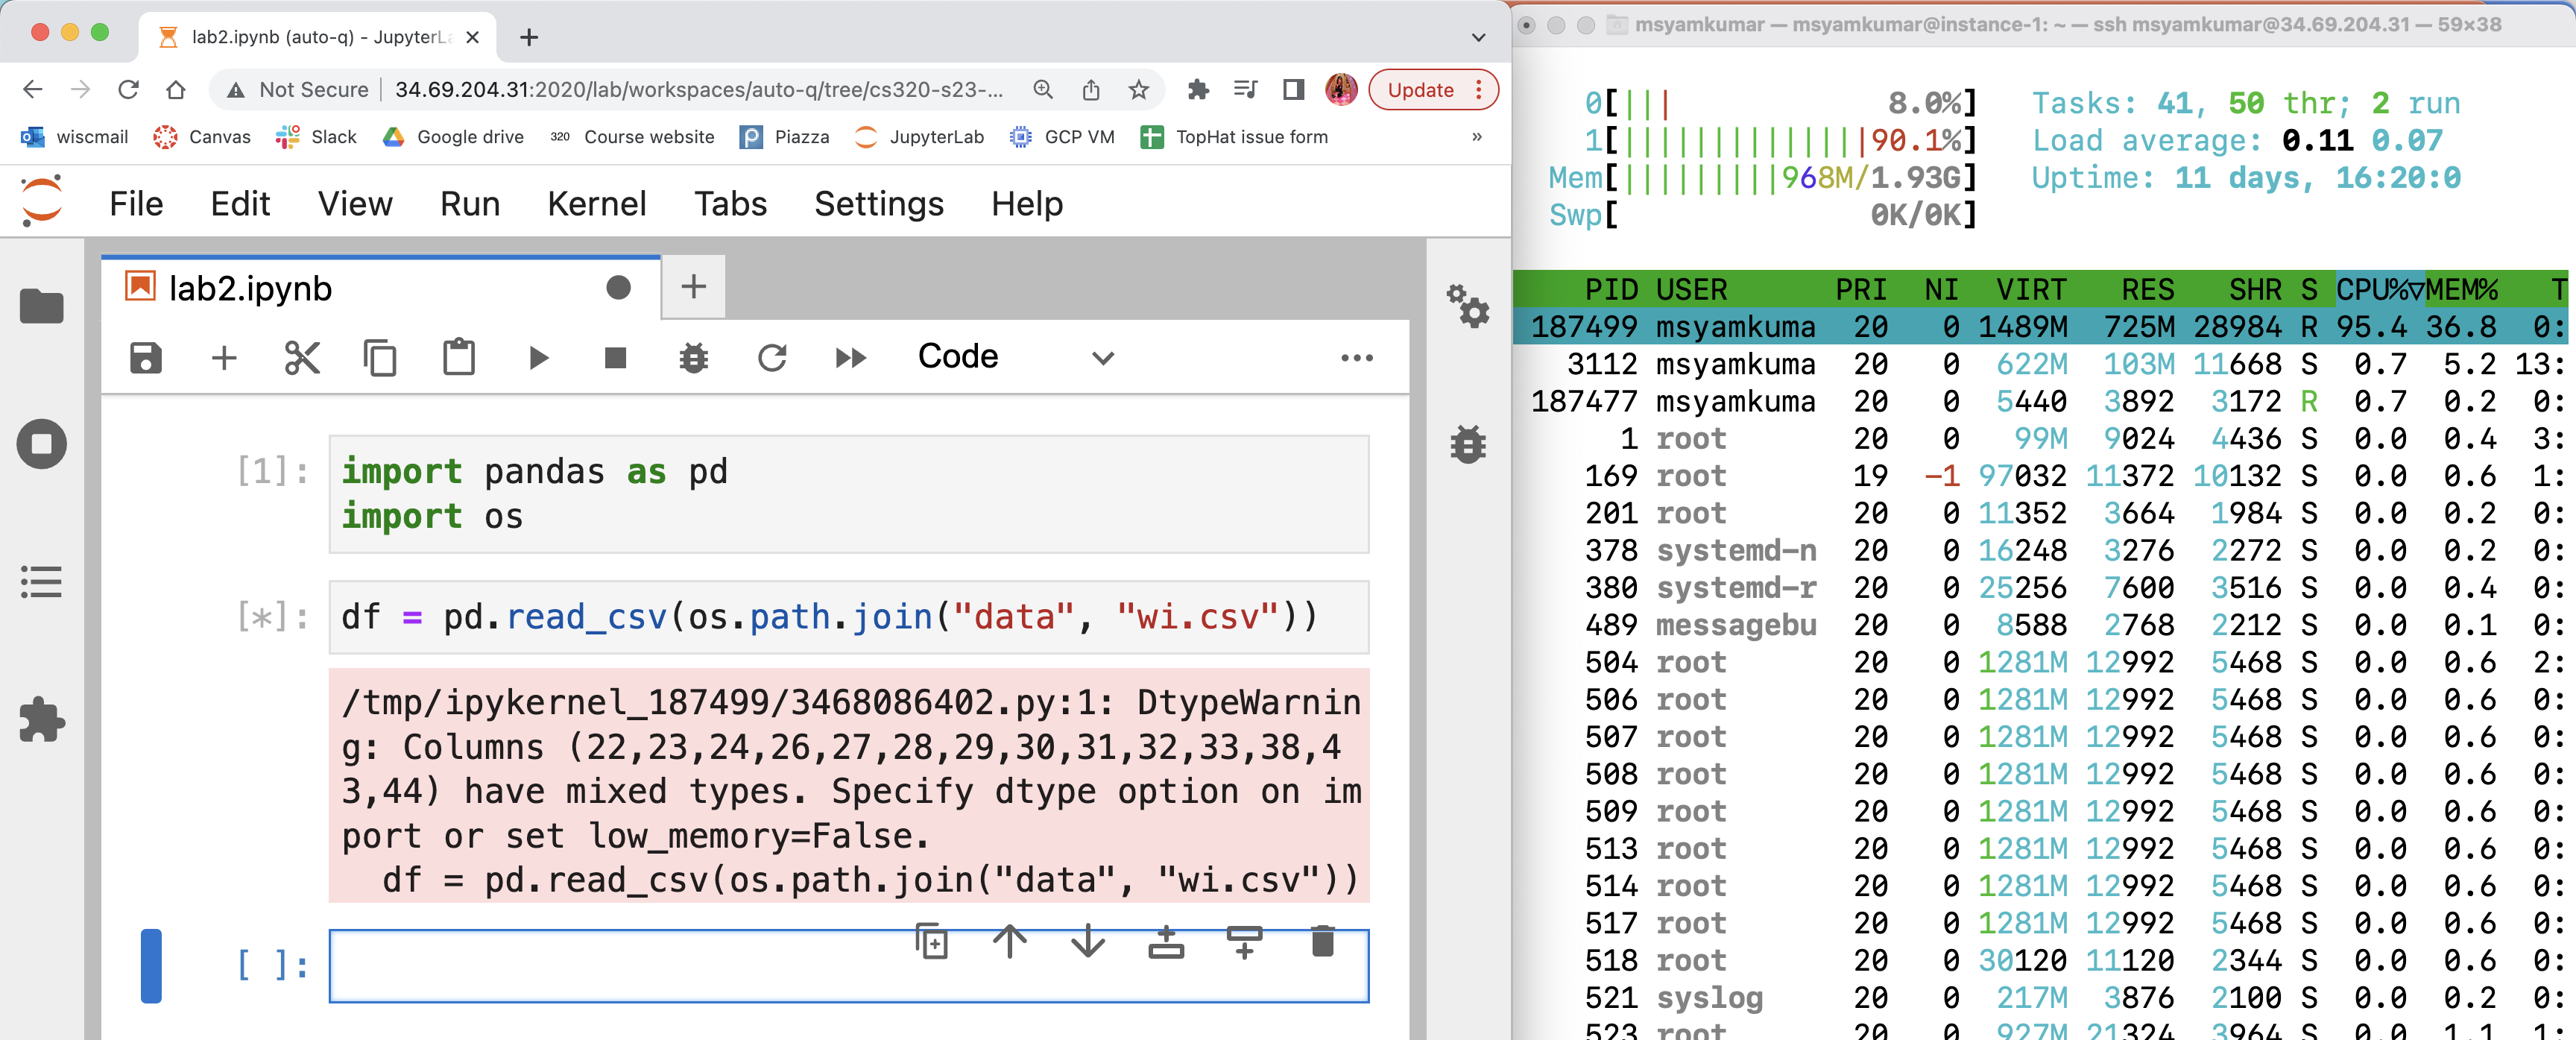 lab2.ipynb (auto-q) - JupyterLa
Not Secure 34.69.204.31:2020/lab/workspaces/auto-q/tree/cs320-s23-... Update
wiscmail Canvas Slack Google drive 320 Course website Piazza JupyterLab GCP VM TopHat issue form »
File Edit View Run Kernel Tabs Settings Help
lab2.ipynb
Code
[1]: import pandas as pd
import os
[*]: df = pd.read_csv(os.path.join("data", "wi.csv"))
/tmp/ipykernel_187499/3468086402.py:1: DtypeWarnin
g: Columns (22,23,24,26,27,28,29,30,31,32,33,38,4
3,44) have mixed types. Specify dtype option on im
port or set low_memory=False.
df = pd.read_csv(os.path.join("data", "wi.csv"))
[ ]:
msyamkumar — msyamkumar@instance-1: ~ — ssh msyamkumar@34.69.204.31 — 59×38
0[||| 8.0%] Tasks: 41, 50 thr; 2 run
1[||||||||||||||90.1%] Load average: 0.11 0.07
Mem[|||||||||968M/1.93G] Uptime: 11 days, 16:20:0
Swp[ 0K/0K]
PID USER PRI NI VIRT RES SHR S CPU%▽MEM% T
187499 msyamkuma 20 0 1489M 725M 28984 R 95.4 36.8 0:
3112 msyamkuma 20 0 622M 103M 11668 S 0.7 5.2 13:
187477 msyamkuma 20 0 5440 3892 3172 R 0.7 0.2 0:
1 root 20 0 99M 9024 4436 S 0.0 0.4 3:
169 root 19 -1 97032 11372 10132 S 0.0 0.6 1:
201 root 20 0 11352 3664 1984 S 0.0 0.2 0:
378 systemd-n 20 0 16248 3276 2272 S 0.0 0.2 0:
380 systemd-r 20 0 25256 7600 3516 S 0.0 0.4 0:
489 messagebu 20 0 8588 2768 2212 S 0.0 0.1 0:
504 root 20 0 1281M 12992 5468 S 0.0 0.6 2:
506 root 20 0 1281M 12992 5468 S 0.0 0.6 0:
507 root 20 0 1281M 12992 5468 S 0.0 0.6 0:
508 root 20 0 1281M 12992 5468 S 0.0 0.6 0:
509 root 20 0 1281M 12992 5468 S 0.0 0.6 0:
513 root 20 0 1281M 12992 5468 S 0.0 0.6 0:
514 root 20 0 1281M 12992 5468 S 0.0 0.6 0:
517 root 20 0 1281M 12992 5468 S 0.0 0.6 0:
518 root 20 0 30120 11120 2344 S 0.0 0.6 0:
521 syslog 20 0 217M 3876 2100 S 0.0 0.2 0:
523 root 20 0 927M 21324 3964 S 0.0 1.1 1: